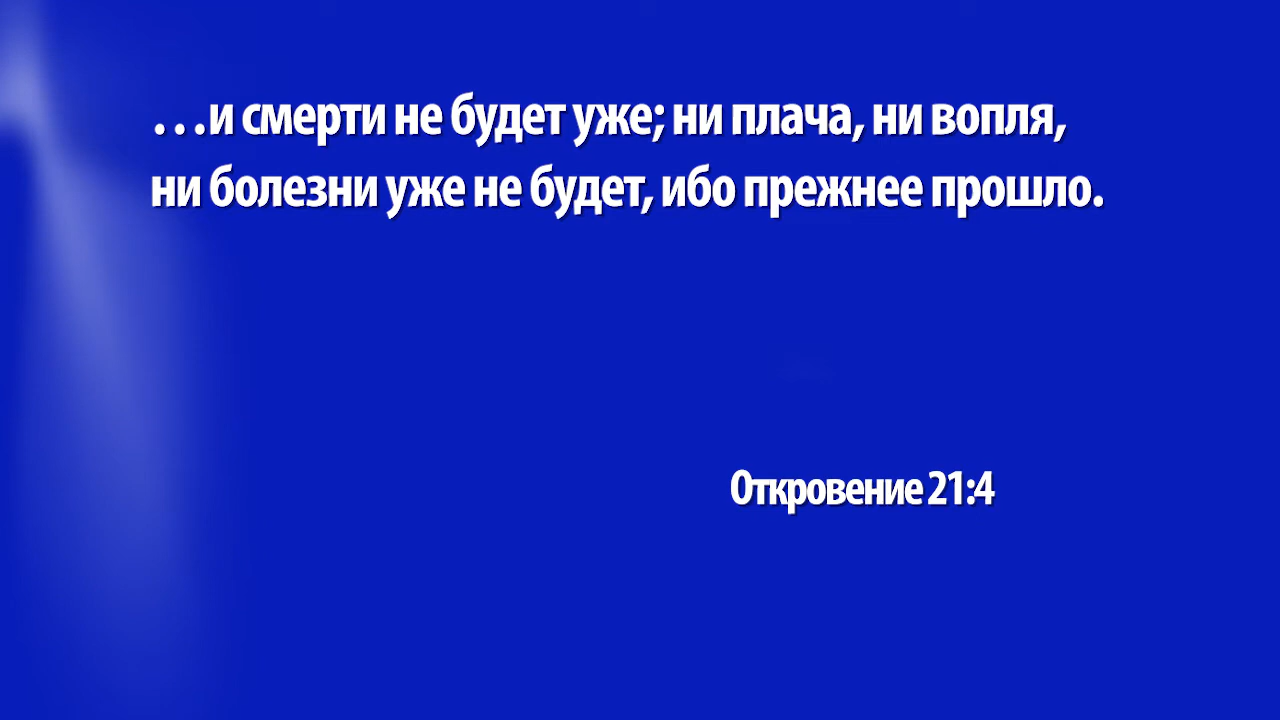 …и смерти не будет уже; ни плача, ни вопля,
ни болезни уже не будет, ибо прежнее прошло.
Откровение 21:4